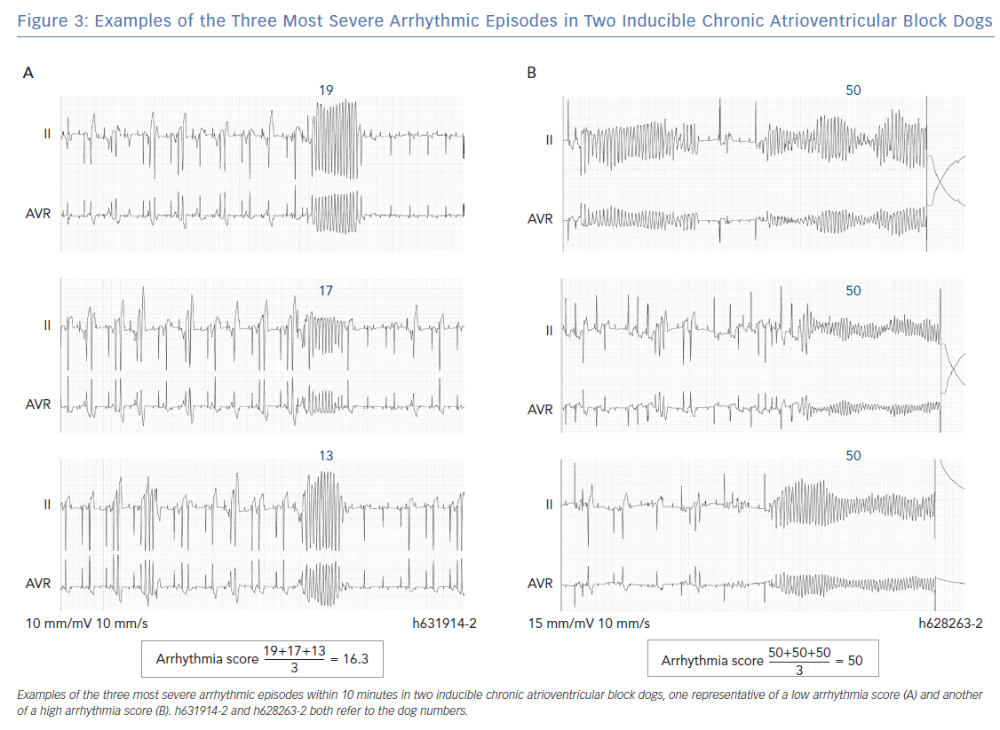 Figure 3: Examples of the Three Most Severe Arrhythmic Episodes in Two Inducible Chronic Atrioventricular Block Dogs
A
19
II
AVR
17
II
AVR
13
II
AVR
10 mm/mV 10 mm/s
h631914-2
Arrhythmia score 19+17+13 / 3 = 16.3
B
50
II
AVR
50
II
AVR
50
II
AVR
15 mm/mV 10 mm/s
h628263-2
Arrhythmia score 50+50+50 / 3 = 50
Examples of the three most severe arrhythmic episodes within 10 minutes in two inducible chronic atrioventricular block dogs, one representative of a low arrhythmia score (A) and another
of a high arrhythmia score (B). h631914-2 and h628263-2 both refer to the dog numbers.